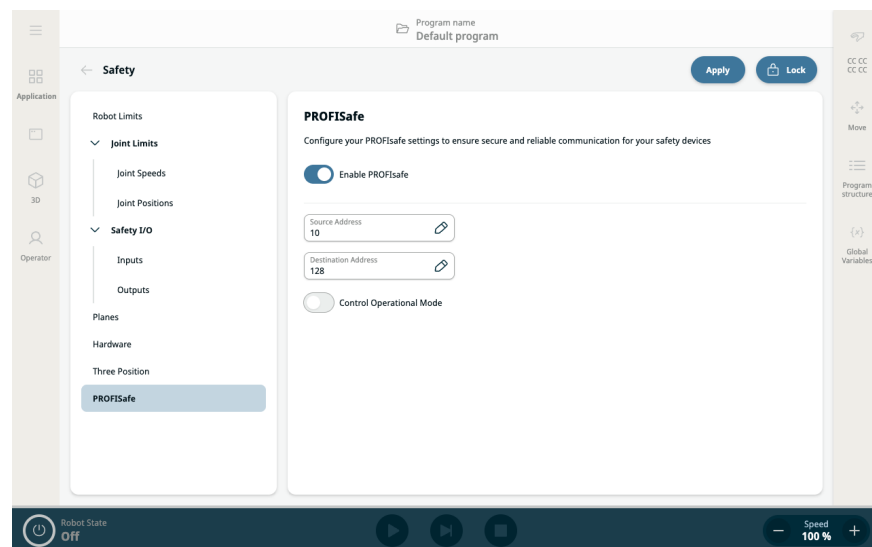 Program name
Default program
Safety
Apply
Lock
CC CC
CC CC
Application
Move
3D
Program
structure
Operator
Global
Variables
Robot Limits
Joint Limits
Joint Speeds
Joint Positions
Safety I/O
Inputs
Outputs
Planes
Hardware
Three Position
PROFISafe
PROFISafe
Configure your PROFIsafe settings to ensure secure and reliable communication for your safety devices
Enable PROFIsafe
Source Address
10
Destination Address
128
Control Operational Mode
Robot State
Off
Speed
100 %